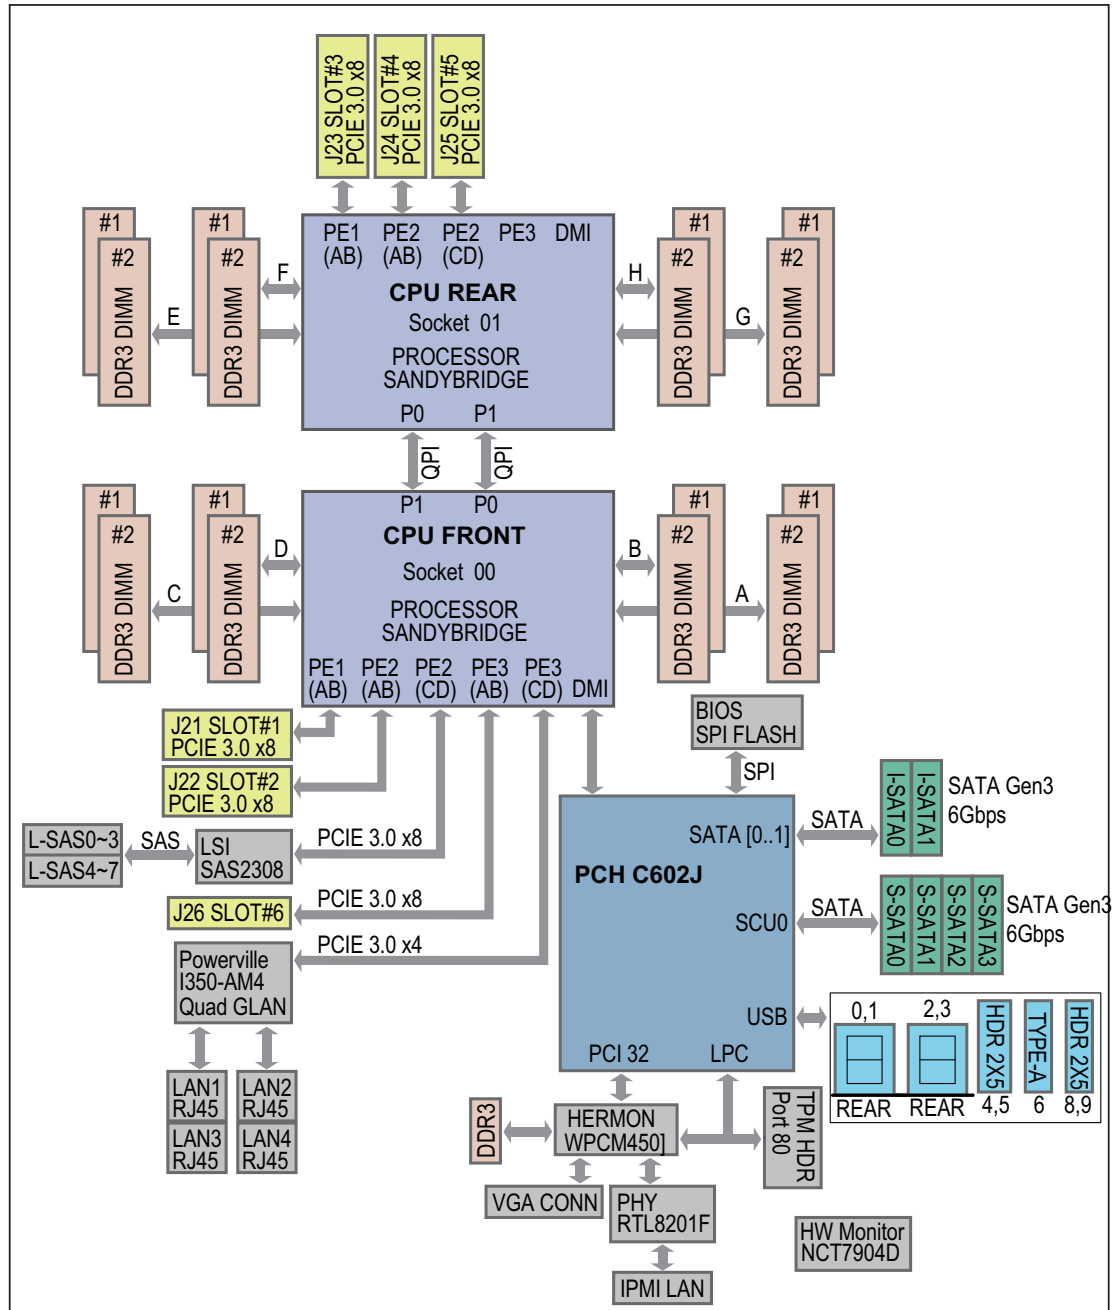 J23 SLOT#3
PCIE 3.0 x8
J24 SLOT#4
PCIE 3.0 x8
J25 SLOT#5
PCIE 3.0 x8
#1
#2
DDR3 DIMM
#1
#2
DDR3 DIMM
E
F
PE1
(AB)
PE2
(AB)
PE2
(CD)
PE3
DMI
CPU REAR
Socket 01
PROCESSOR
SANDYBRIDGE
P0
P1
H
G
#1
#2
DDR3 DIMM
#1
#2
DDR3 DIMM
QPI
QPI
#1
#2
DDR3 DIMM
#1
#2
DDR3 DIMM
C
D
P1
P0
CPU FRONT
Socket 00
PROCESSOR
SANDYBRIDGE
PE1
(AB)
PE2
(AB)
PE2
(CD)
PE3
(AB)
PE3
(CD)
DMI
B
A
#1
#2
DDR3 DIMM
#1
#2
DDR3 DIMM
J21 SLOT#1
PCIE 3.0 x8
J22 SLOT#2
PCIE 3.0 x8
L-SAS0~3
L-SAS4~7
SAS
LSI
SAS2308
PCIE 3.0 x8
J26 SLOT#6
PCIE 3.0 x8
PCIE 3.0 x4
Powerville
I350-AM4
Quad GLAN
LAN1
RJ45
LAN2
RJ45
LAN3
RJ45
LAN4
RJ45
BIOS
SPI FLASH
SPI
PCH C602J
SATA [0..1]
SATA
I-SATA0
I-SATA1
SATA Gen3
6Gbps
SCU0
SATA
S-SATA0
S-SATA1
S-SATA2
S-SATA3
SATA Gen3
6Gbps
USB
0,1
REAR
2,3
REAR
HDR 2X5
4,5
TYPE-A
6
HDR 2X5
8,9
PCI 32
LPC
DDR3
HERMON
WPCM450]
TPM HDR
Port 80
VGA CONN
PHY
RTL8201F
IPMI LAN
HW Monitor
NCT7904D